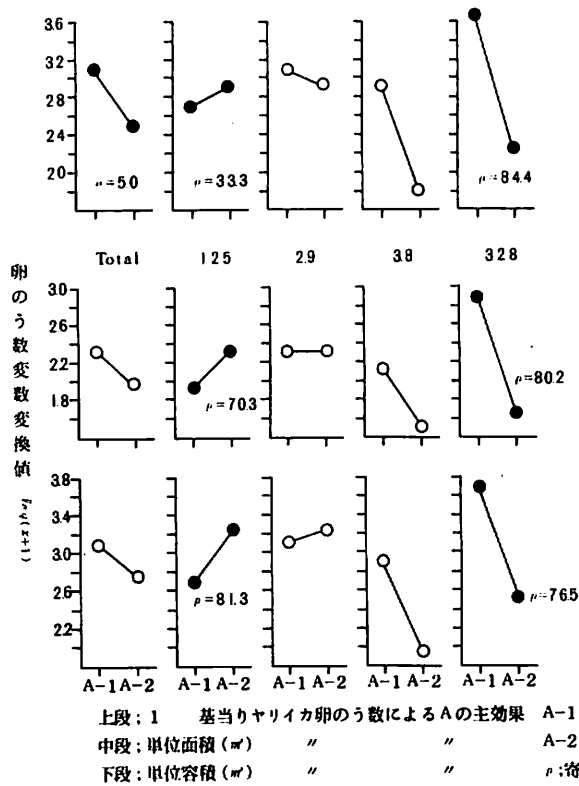 3.6
3.2
2.8
2.4
2.0
ρ=5.0
ρ=33.3
ρ=84.4
Total 125 2.9 3.8 328
卵のう数変数変換値
3.0
2.6
2.2
1.8
ρ=70.3
ρ=80.2
3.8
3.4
3.0
2.6
2.2
ρ=81.3
ρ=76.5
A-1 A-2 A-1 A-2 A-1 A-2 A-1 A-2 A-1 A-2
上段;1 基当りヤリイカ卵のう数によるAの主効果 A-1
中段;単位面積(㎡) 〃 〃 A-2
下段;単位容積(㎥) 〃 〃 ρ;寄